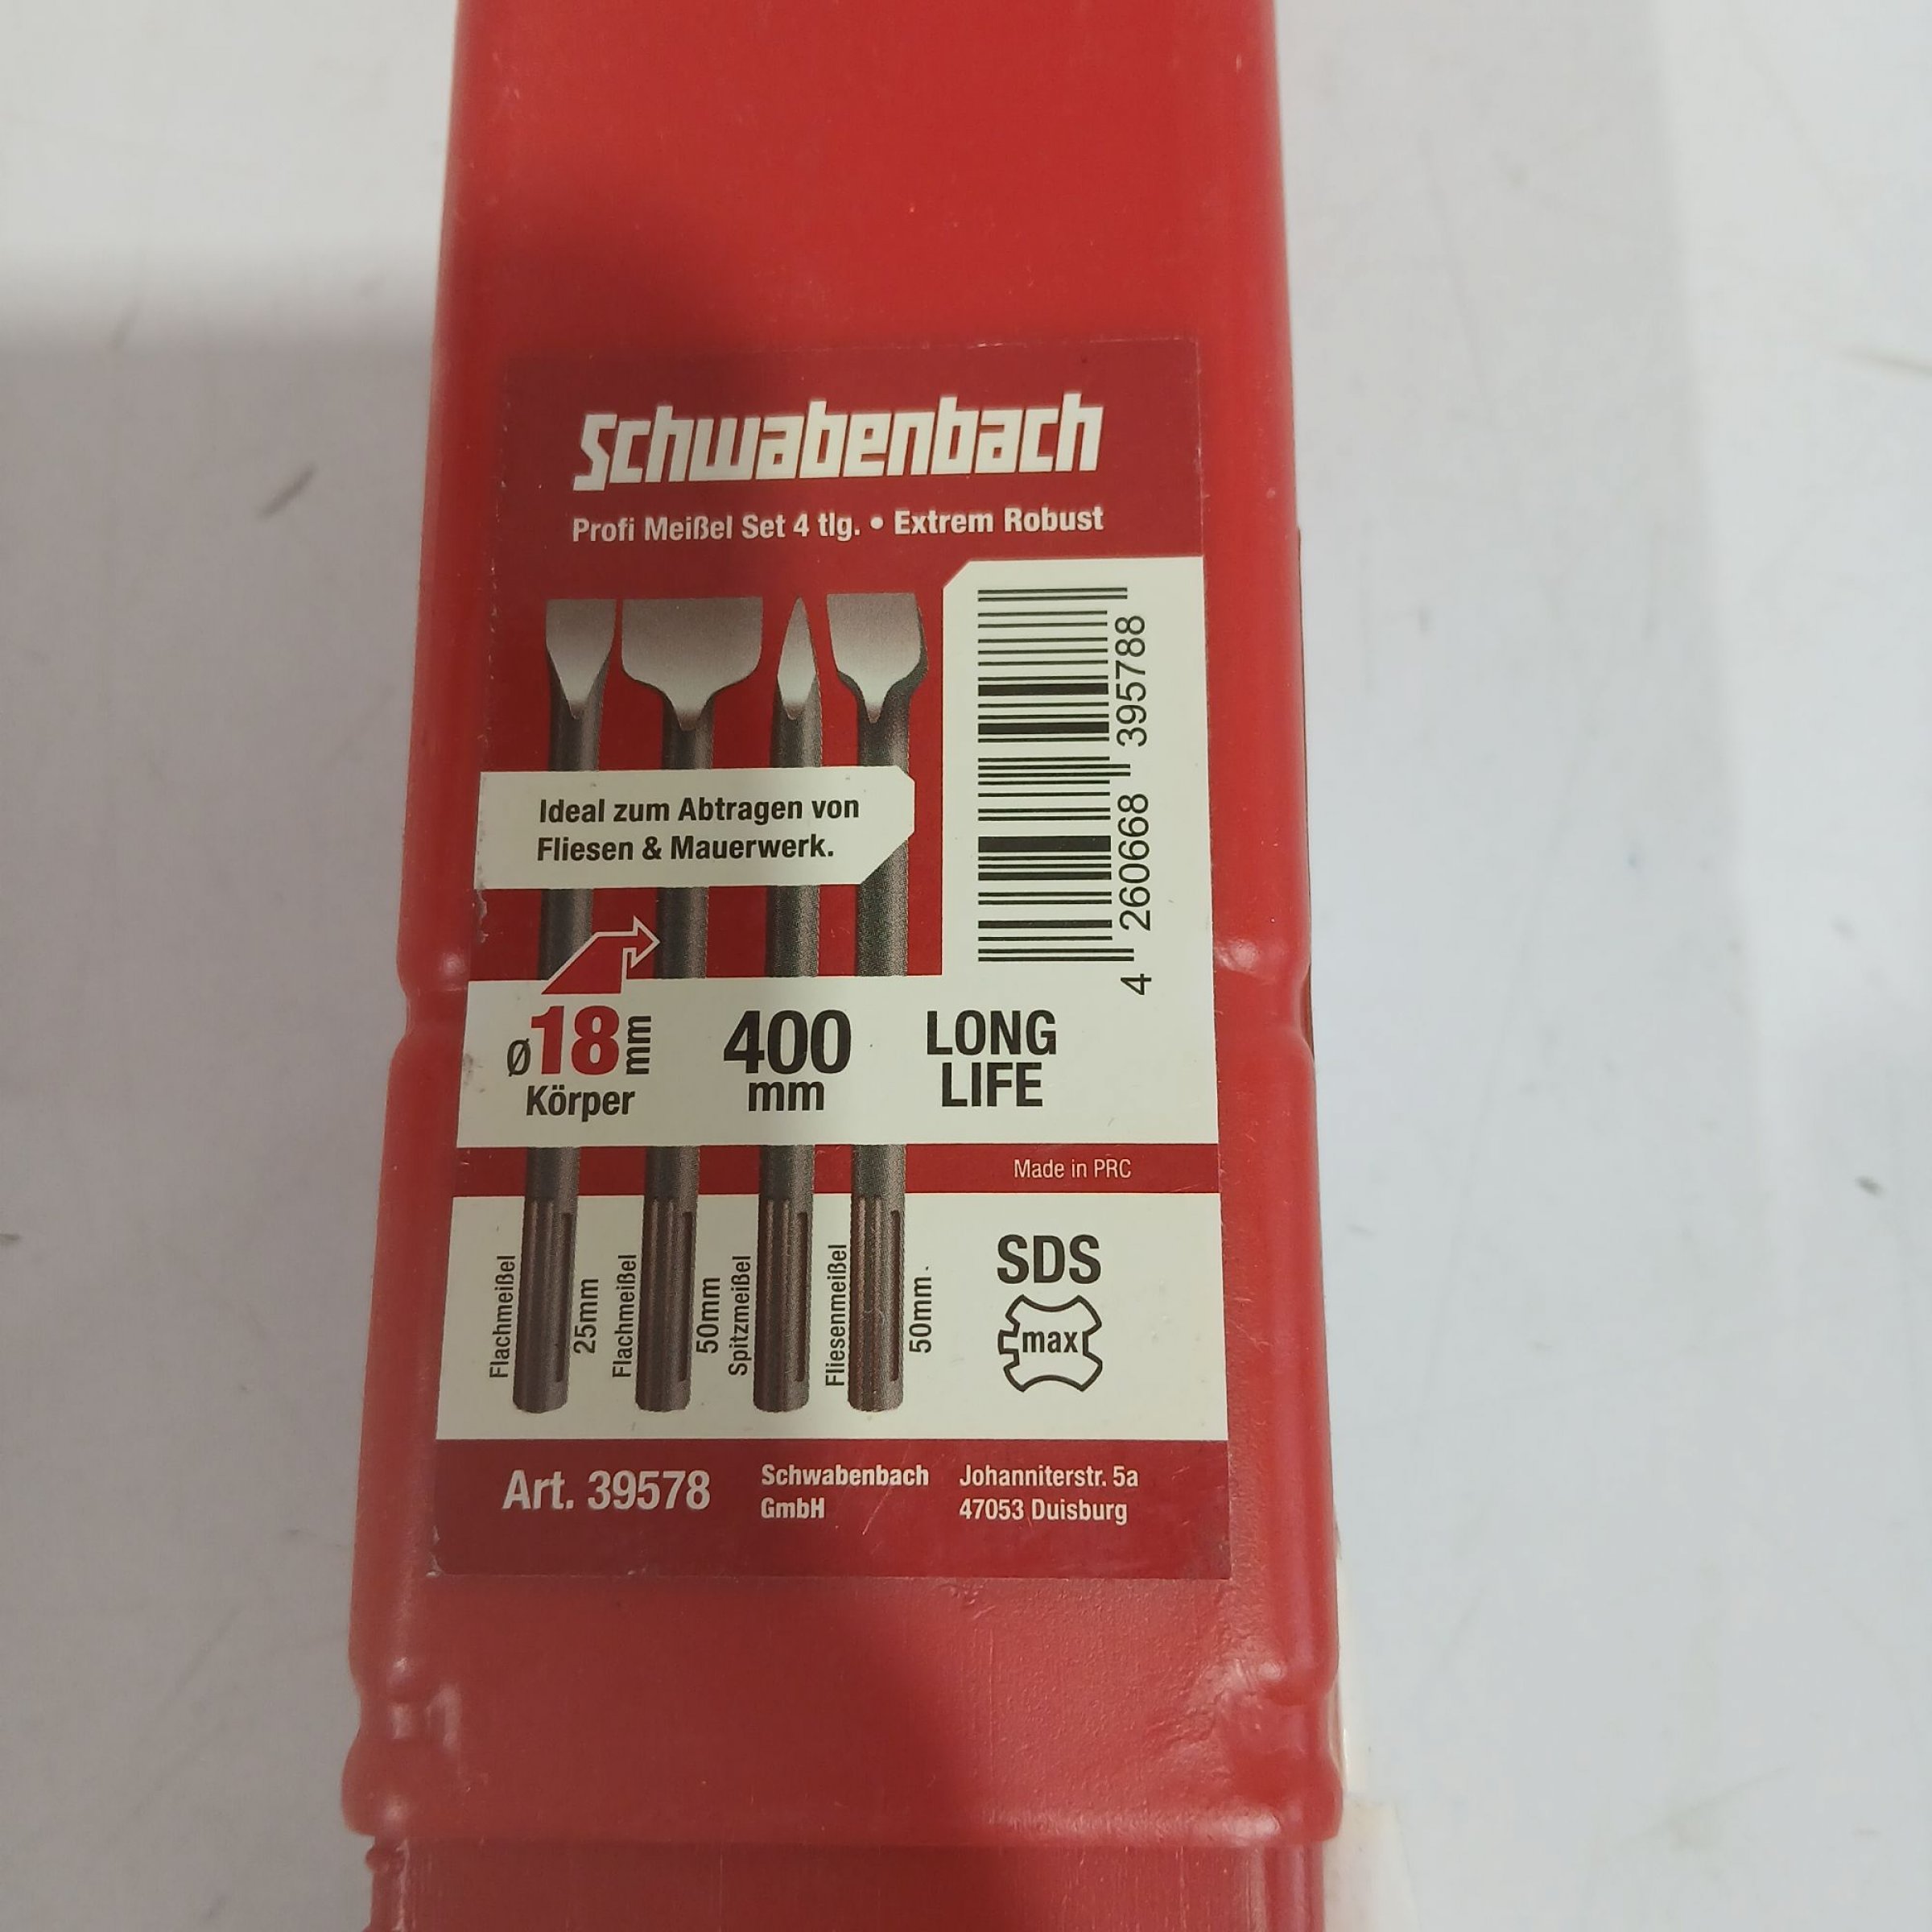 Schwabenbach
Profi Meißel Set 4 tlg. • Extrem Robust
Ideal zum Abtragen von
Fliesen & Mauerwerk.
4 260668 395788
Ø18mm
Körper
400
mm
LONG
LIFE
Made in PRC
Flachmeißel
25mm
Flachmeißel
50mm
Spitzmeißel
Fliesenmeißel
50mm
SDS
max
Art. 39578
Schwabenbach
GmbH
Johanniterstr. 5a
47053 Duisburg